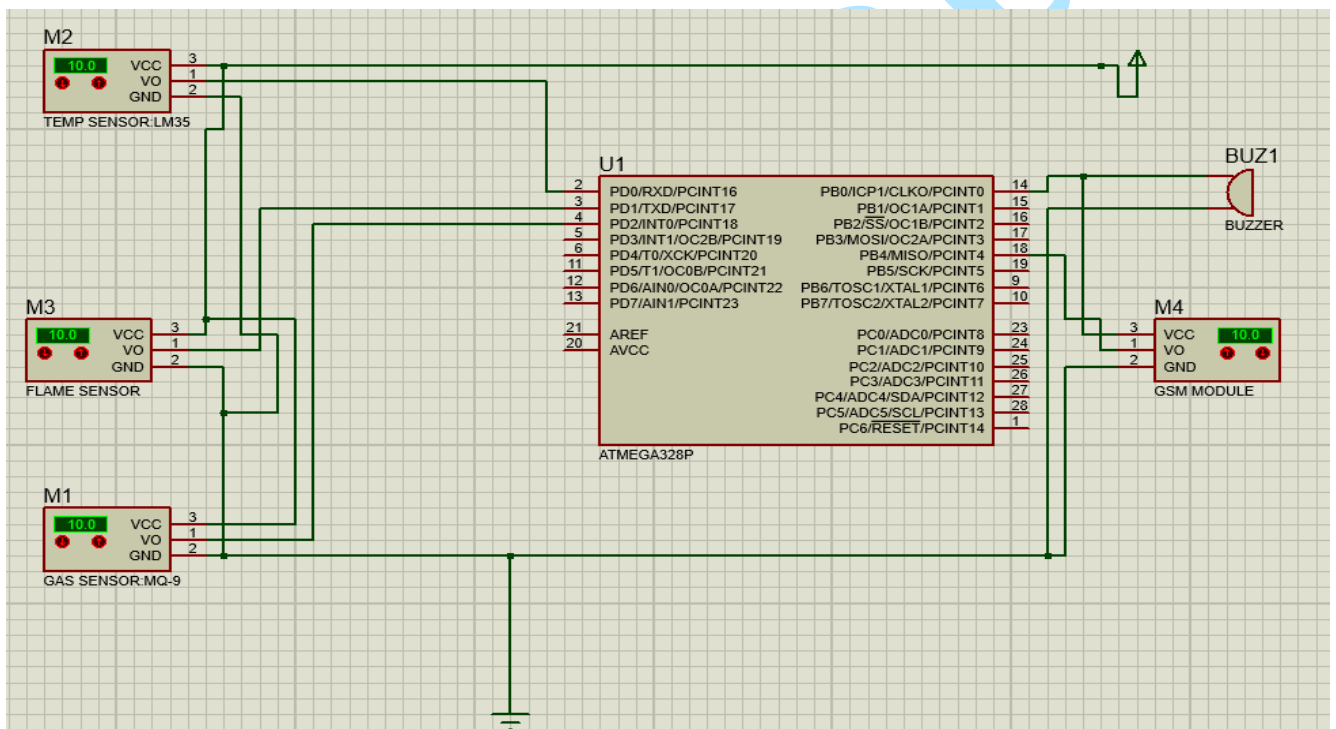 M2
10.0
VCC 3
VO 1
GND 2
TEMP SENSOR:LM35
M3
10.0
VCC 3
VO 1
GND 2
FLAME SENSOR
M1
10.0
VCC 3
VO 1
GND 2
GAS SENSOR:MQ-9
U1
2 PD0/RXD/PCINT16 PB0/ICP1/CLKO/PCINT0 14
3 PD1/TXD/PCINT17 PB1/OC1A/PCINT1 15
4 PD2/INT0/PCINT18 PB2/SS/OC1B/PCINT2 16
5 PD3/INT1/OC2B/PCINT19 PB3/MOSI/OC2A/PCINT3 17
6 PD4/T0/XCK/PCINT20 PB4/MISO/PCINT4 18
11 PD5/T1/OC0B/PCINT21 PB5/SCK/PCINT5 19
12 PD6/AIN0/OC0A/PCINT22 PB6/TOSC1/XTAL1/PCINT6 9
13 PD7/AIN1/PCINT23 PB7/TOSC2/XTAL2/PCINT7 10
21 AREF PC0/ADC0/PCINT8 23
20 AVCC PC1/ADC1/PCINT9 24
PC2/ADC2/PCINT10 25
PC3/ADC3/PCINT11 26
PC4/ADC4/SDA/PCINT12 27
PC5/ADC5/SCL/PCINT13 28
PC6/RESET/PCINT14 1
ATMEGA328P
BUZ1
BUZZER
M4
3 VCC 10.0
1 VO
2 GND
GSM MODULE